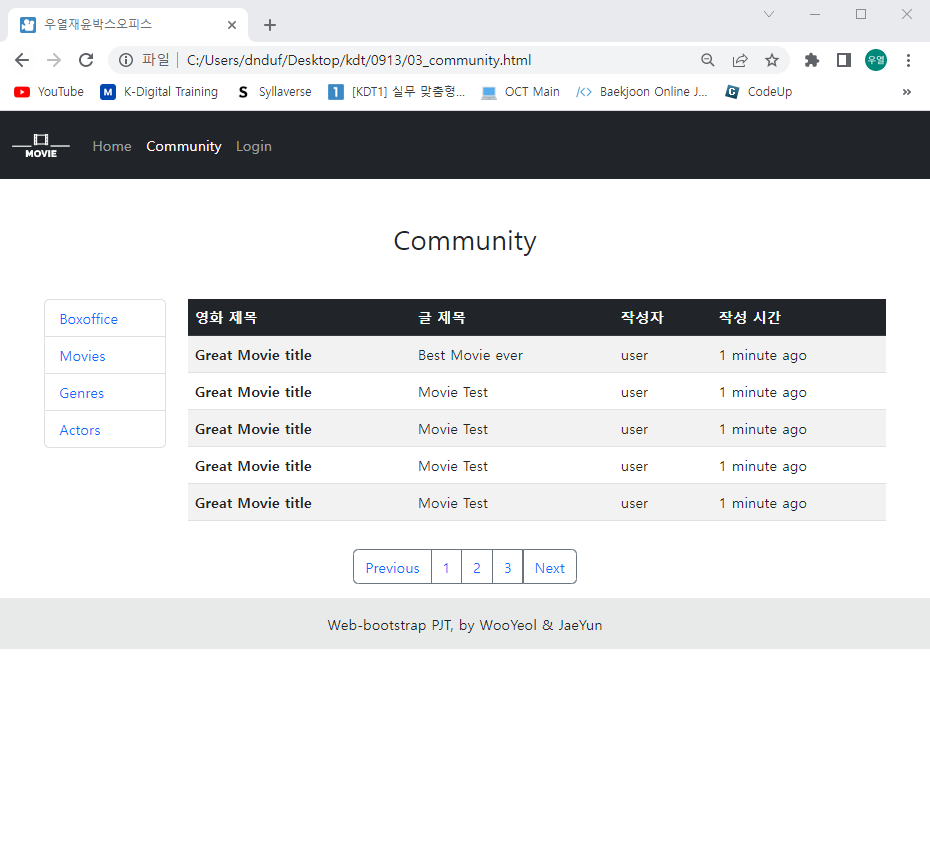 우열재윤박스오피스
파일 C:/Users/dnduf/Desktop/kdt/0913/03_community.html 우열
YouTube M K-Digital Training S Syllaverse 1 [KDT1] 실무 맞춤형... OCT Main </> Baekjoon Online J... CodeUp »
MOVIE Home Community Login
Community
Boxoffice
Movies
Genres
Actors
영화 제목 글 제목 작성자 작성 시간
Great Movie title Best Movie ever user 1 minute ago
Great Movie title Movie Test user 1 minute ago
Great Movie title Movie Test user 1 minute ago
Great Movie title Movie Test user 1 minute ago
Great Movie title Movie Test user 1 minute ago
Previous 1 2 3 Next
Web-bootstrap PJT, by WooYeol & JaeYun